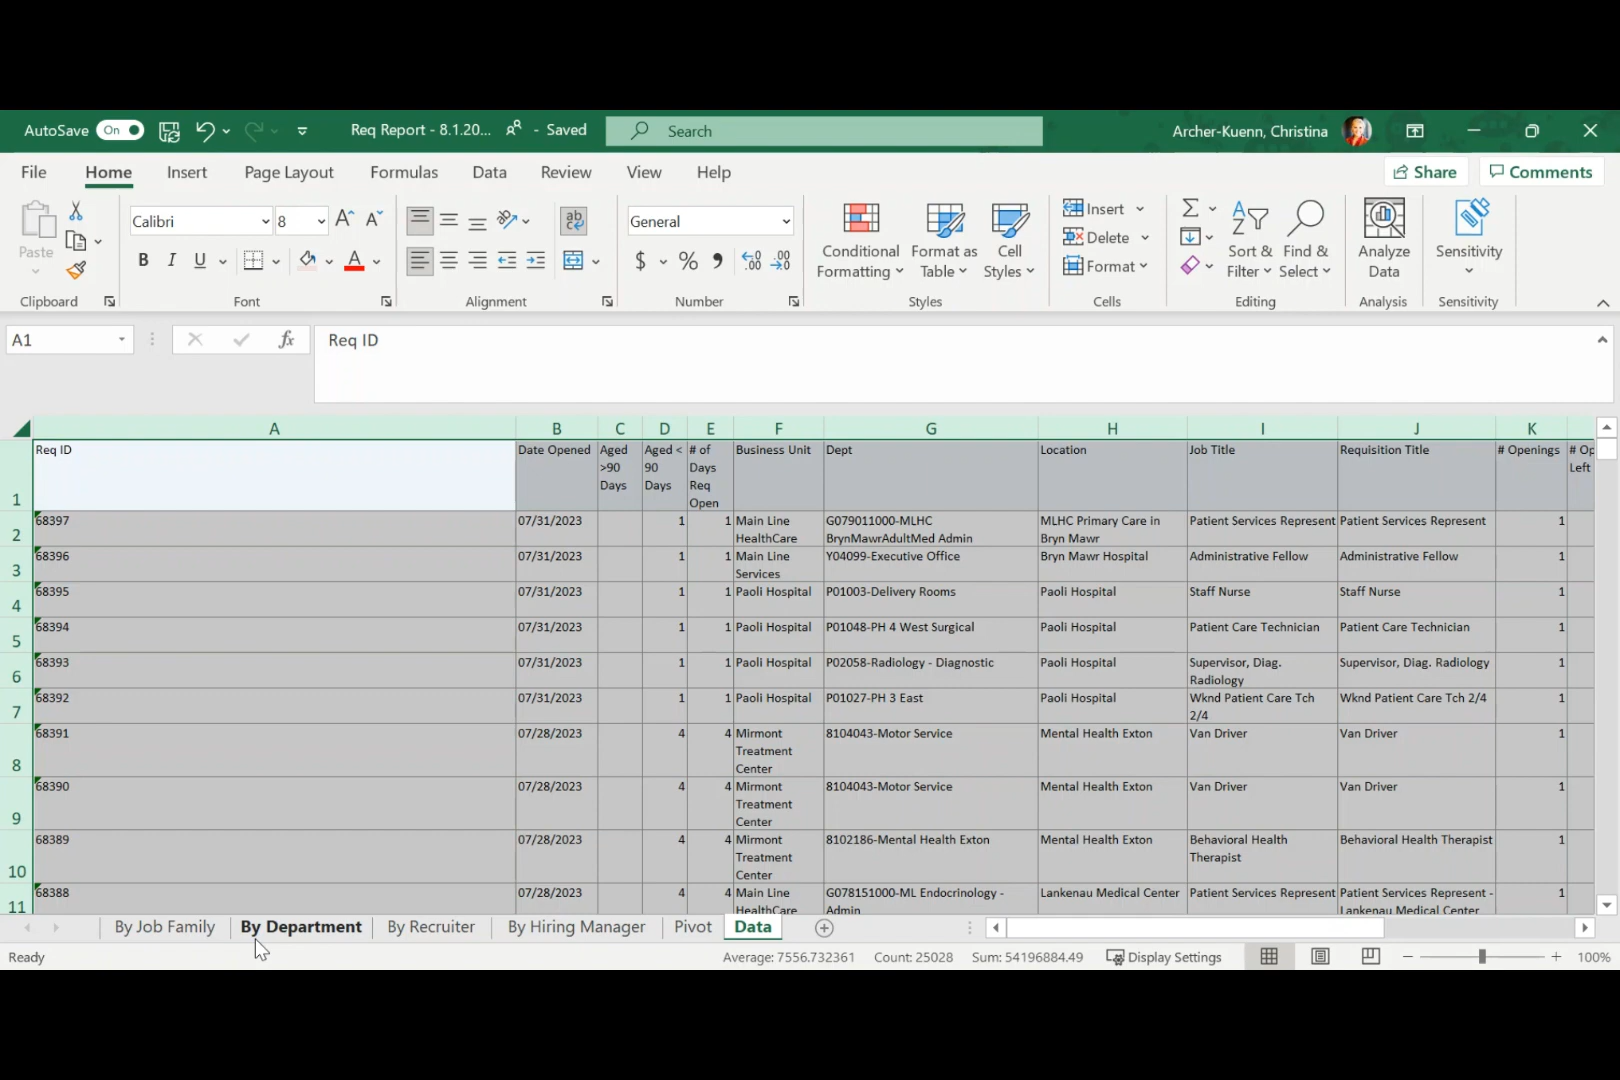 AutoSave On Req Report - 8.1.20... - Saved Search Archer-Kuenn, Christina
File Home Insert Page Layout Formulas Data Review View Help Share Comments
Paste
Calibri 8
B I U A
ab General
$ % 9
Conditional Formatting
Format as Table
Cell Styles
Insert
Delete
Format
Sort & Filter
Find & Select
Analyze Data
Sensitivity
Clipboard Font Alignment Number Styles Cells Editing Analysis Sensitivity
A1 fx Req ID
A B C D E F G H I J K
1 Req ID Date Opened Aged >90 Days Aged < 90 Days # of Days Req Open Business Unit Dept Location Job Title Requisition Title # Openings # Op Left
2 68397 07/31/2023 1 1 Main Line HealthCare G079011000-MLHC BrynMawrAdultMed Admin MLHC Primary Care in Bryn Mawr Patient Services Represent Patient Services Represent 1
3 68396 07/31/2023 1 1 Main Line Services Y04099-Executive Office Bryn Mawr Hospital Administrative Fellow Administrative Fellow 1
4 68395 07/31/2023 1 1 Paoli Hospital P01003-Delivery Rooms Paoli Hospital Staff Nurse Staff Nurse 1
5 68394 07/31/2023 1 1 Paoli Hospital P01048-PH 4 West Surgical Paoli Hospital Patient Care Technician Patient Care Technician 1
6 68393 07/31/2023 1 1 Paoli Hospital P02058-Radiology - Diagnostic Paoli Hospital Supervisor, Diag. Radiology Supervisor, Diag. Radiology 1
7 68392 07/31/2023 1 1 Paoli Hospital P01027-PH 3 East Paoli Hospital Wknd Patient Care Tch 2/4 Wknd Patient Care Tch 2/4 1
8 68391 07/28/2023 4 4 Mirmont Treatment Center 8104043-Motor Service Mental Health Exton Van Driver Van Driver 1
9 68390 07/28/2023 4 4 Mirmont Treatment Center 8104043-Motor Service Mental Health Exton Van Driver Van Driver 1
10 68389 07/28/2023 4 4 Mirmont Treatment Center 8102186-Mental Health Exton Mental Health Exton Behavioral Health Therapist Behavioral Health Therapist 1
11 68388 07/28/2023 4 4 Main Line HealthCare G078151000-ML Endocrinology - Admin Lankenau Medical Center Patient Services Represent Patient Services Represent - Lankenau Medical Center 1
By Job Family By Department By Recruiter By Hiring Manager Pivot Data
Ready Average: 7556.732361 Count: 25028 Sum: 54196884.49 Display Settings 100%